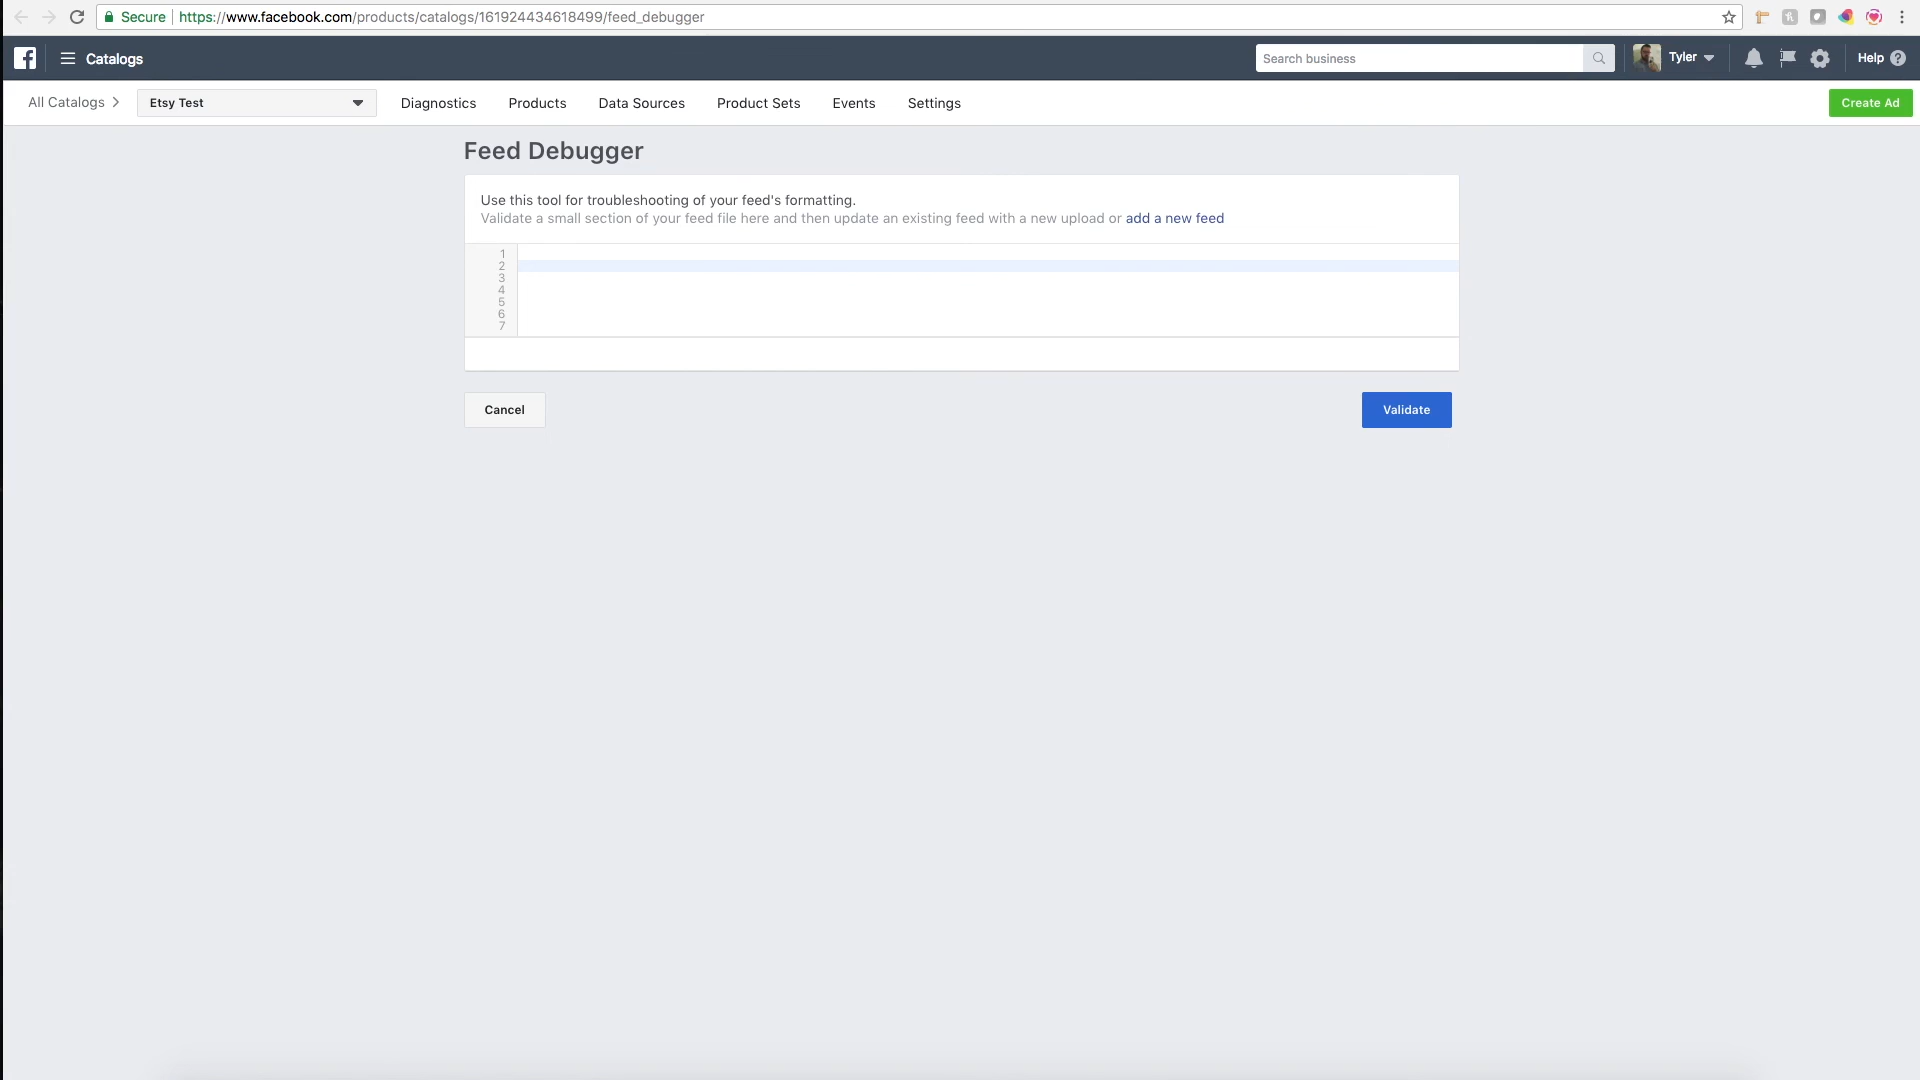 Secure https://www.facebook.com/products/catalogs/161924434618499/feed_debugger
Catalogs Search business Tyler Help ?
All Catalogs Etsy Test Diagnostics Products Data Sources Product Sets Events Settings Create Ad
Feed Debugger
Use this tool for troubleshooting of your feed's formatting.
Validate a small section of your feed file here and then update an existing feed with a new upload or add a new feed
1
2
3
4
5
6
7
Cancel Validate